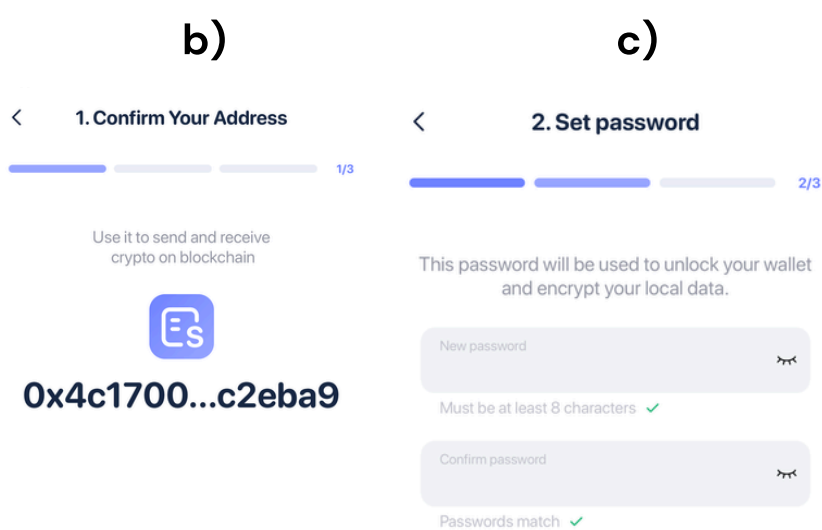 b)
1. Confirm Your Address
1/3
Use it to send and receive
crypto on blockchain
ES
0x4c1700...c2eba9
c)
2. Set password
2/3
This password will be used to unlock your wallet
and encrypt your local data.
New password
Must be at least 8 characters
Confirm password
Passwords match